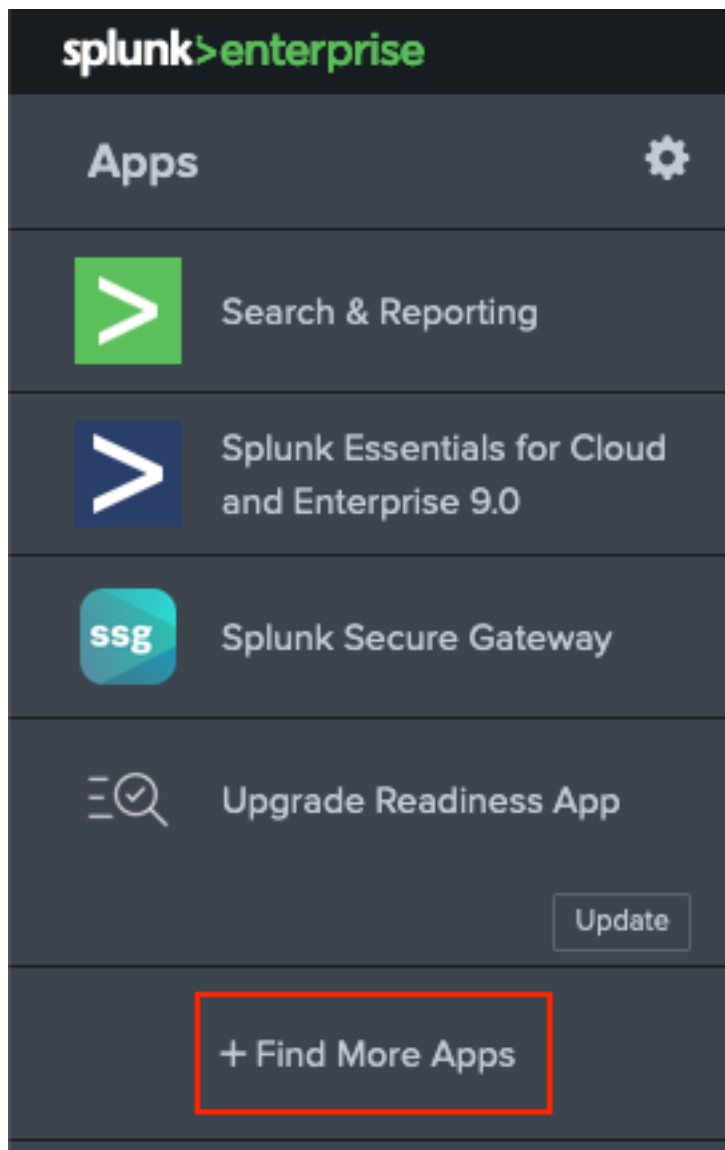 splunk>enterprise
Apps
> Search & Reporting
> Splunk Essentials for Cloud
and Enterprise 9.0
ssg Splunk Secure Gateway
Upgrade Readiness App
Update
+ Find More Apps